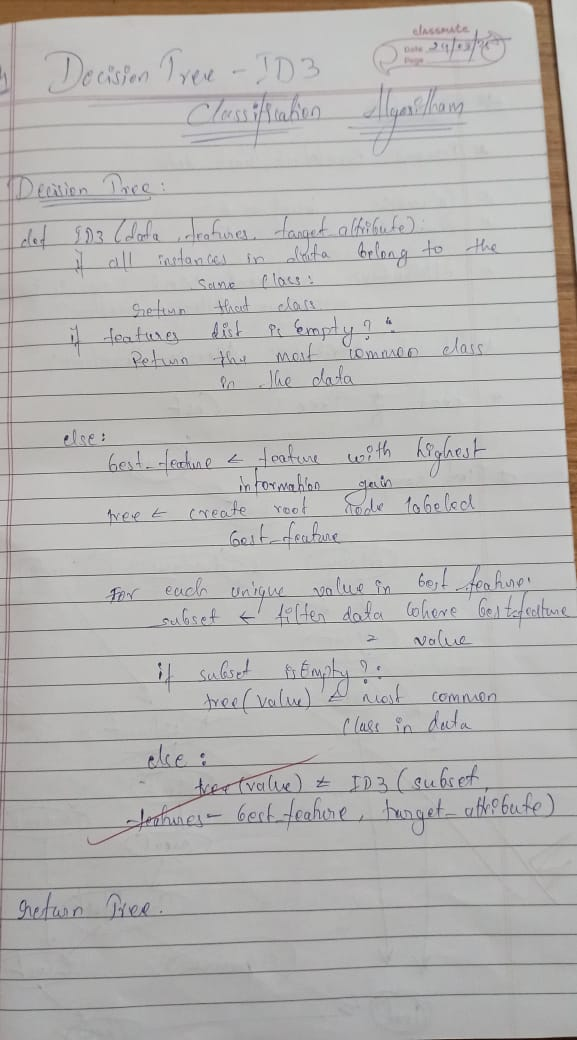 classmate
Date 24/03/25
Page
Decision Tree - ID3
Classification Algoritham
Decision Tree:
def ID3 (data, features, target attribute):
if all instances in data belong to the
same class:
return that class
if features list is Empty?:
Return the most common class
in the data
else:
best-feature ← feature with highest
information gain
tree ← create root node labeled
best-feature
For each unique value in best feature:
subset ← filter data where best-feature
= value
if subset is Empty?:
tree(value) ← most common
Class in data
else:
tree(value) ← ID3 (subset,
features - best-feature, target-attribute)
return Tree.